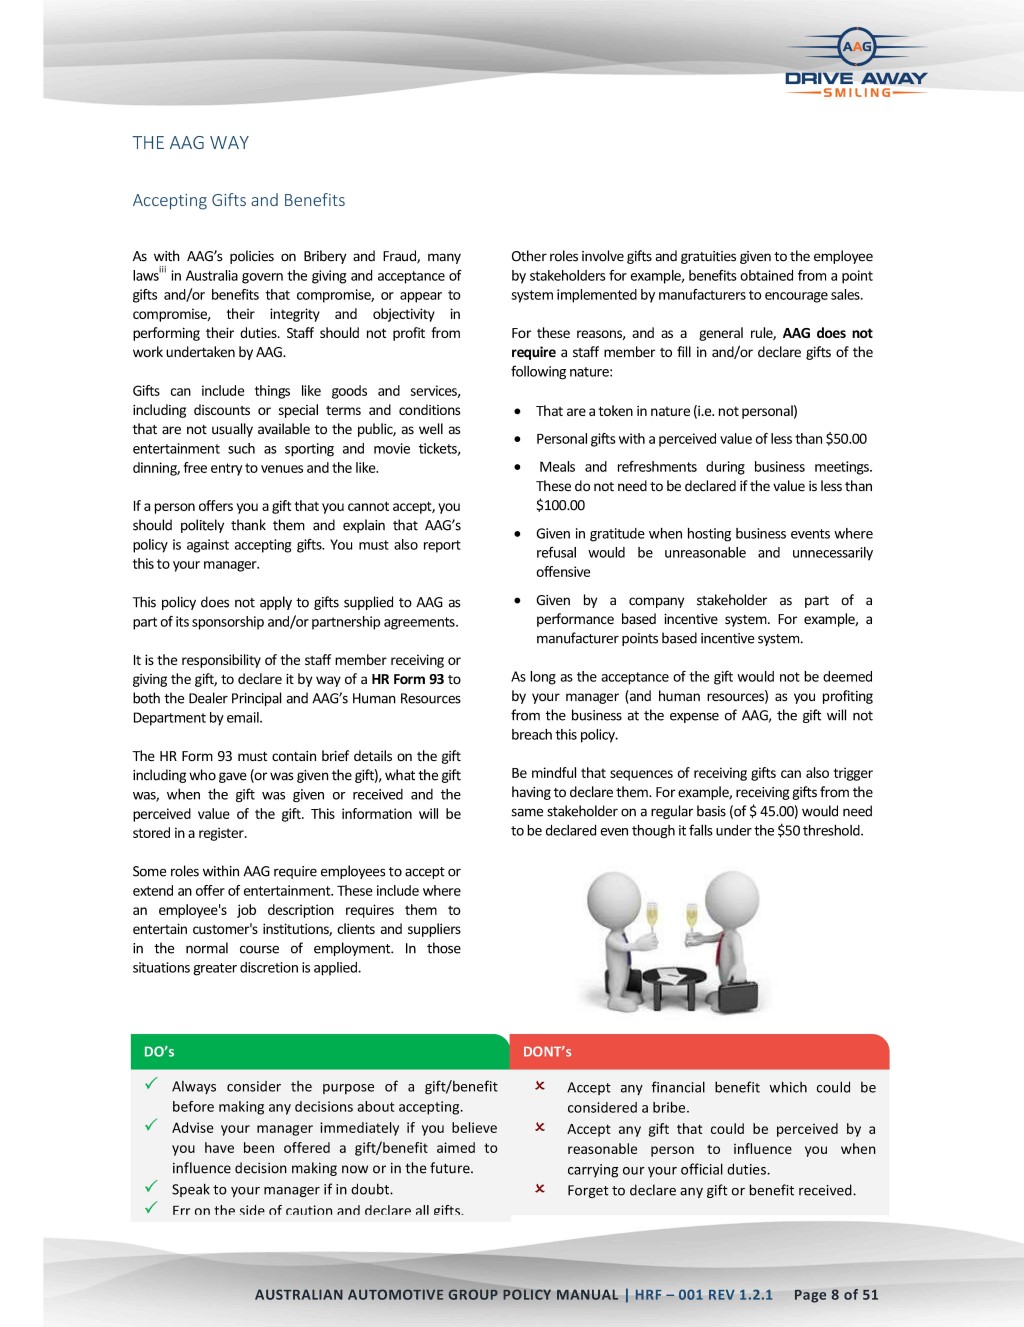 AAG
DRIVE AWAY
SMILING
THE AAG WAY
Accepting Gifts and Benefits
As with AAG's policies on Bribery and Fraud, many
laws iii in Australia govern the giving and acceptance of
gifts and/or benefits that compromise, or appear to
compromise, their integrity and objectivity in
performing their duties. Staff should not profit from
work undertaken by AAG.
Gifts can include things like goods and services,
including discounts or special terms and conditions
that are not usually available to the public, as well as
entertainment such as sporting and movie tickets,
dinning, free entry to venues and the like.
If a person offers you a gift that you cannot accept, you
should politely thank them and explain that AAG's
policy is against accepting gifts. You must also report
this to your manager.
This policy does not apply to gifts supplied to AAG as
part of its sponsorship and/or partnership agreements.
It is the responsibility of the staff member receiving or
giving the gift, to declare it by way of a HR Form 93 to
both the Dealer Principal and AAG's Human Resources
Department by email.
The HR Form 93 must contain brief details on the gift
including who gave (or was given the gift), what the gift
was, when the gift was given or received and the
perceived value of the gift. This information will be
stored in a register.
Some roles within AAG require employees to accept or
extend an offer of entertainment. These include where
an employee's job description requires them to
entertain customer's institutions, clients and suppliers
in the normal course of employment. In those
situations greater discretion is applied.
Other roles involve gifts and gratuities given to the employee
by stakeholders for example, benefits obtained from a point
system implemented by manufacturers to encourage sales.
For these reasons, and as a general rule, AAG does not
require a staff member to fill in and/or declare gifts of the
following nature:
• That are a token in nature (i.e. not personal)
• Personal gifts with a perceived value of less than $50.00
• Meals and refreshments during business meetings.
These do not need to be declared if the value is less than
$100.00
• Given in gratitude when hosting business events where
refusal would be unreasonable and unnecessarily
offensive
• Given by a company stakeholder as part of a
performance based incentive system. For example, a
manufacturer points based incentive system.
As long as the acceptance of the gift would not be deemed
by your manager (and human resources) as you profiting
from the business at the expense of AAG, the gift will not
breach this policy.
Be mindful that sequences of receiving gifts can also trigger
having to declare them. For example, receiving gifts from the
same stakeholder on a regular basis (of $ 45.00) would need
to be declared even though it falls under the $50 threshold.
DO's
✓ Always consider the purpose of a gift/benefit
before making any decisions about accepting.
✓ Advise your manager immediately if you believe
you have been offered a gift/benefit aimed to
influence decision making now or in the future.
✓ Speak to your manager if in doubt.
✓ Err on the side of caution and declare all gifts.
DONT's
✗ Accept any financial benefit which could be
considered a bribe.
✗ Accept any gift that could be perceived by a
reasonable person to influence you when
carrying our your official duties.
✗ Forget to declare any gift or benefit received.
AUSTRALIAN AUTOMOTIVE GROUP POLICY MANUAL | HRF – 001 REV 1.2.1 Page 8 of 51